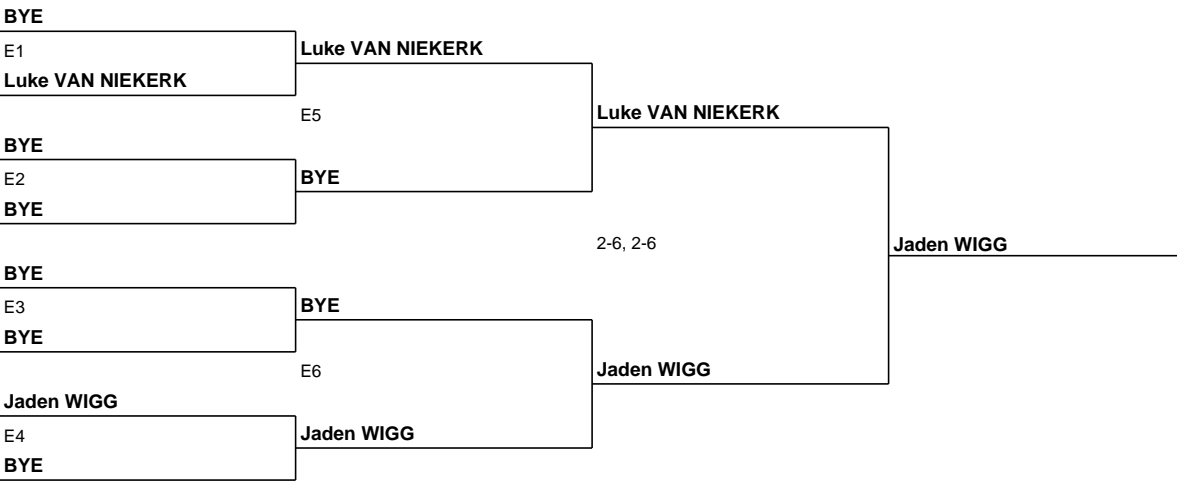 BYE
E1
Luke VAN NIEKERK
Luke VAN NIEKERK
E5
Luke VAN NIEKERK
BYE
E2
BYE
BYE
2-6, 2-6
Jaden WIGG
BYE
E3
BYE
BYE
E6
Jaden WIGG
Jaden WIGG
E4
BYE
Jaden WIGG